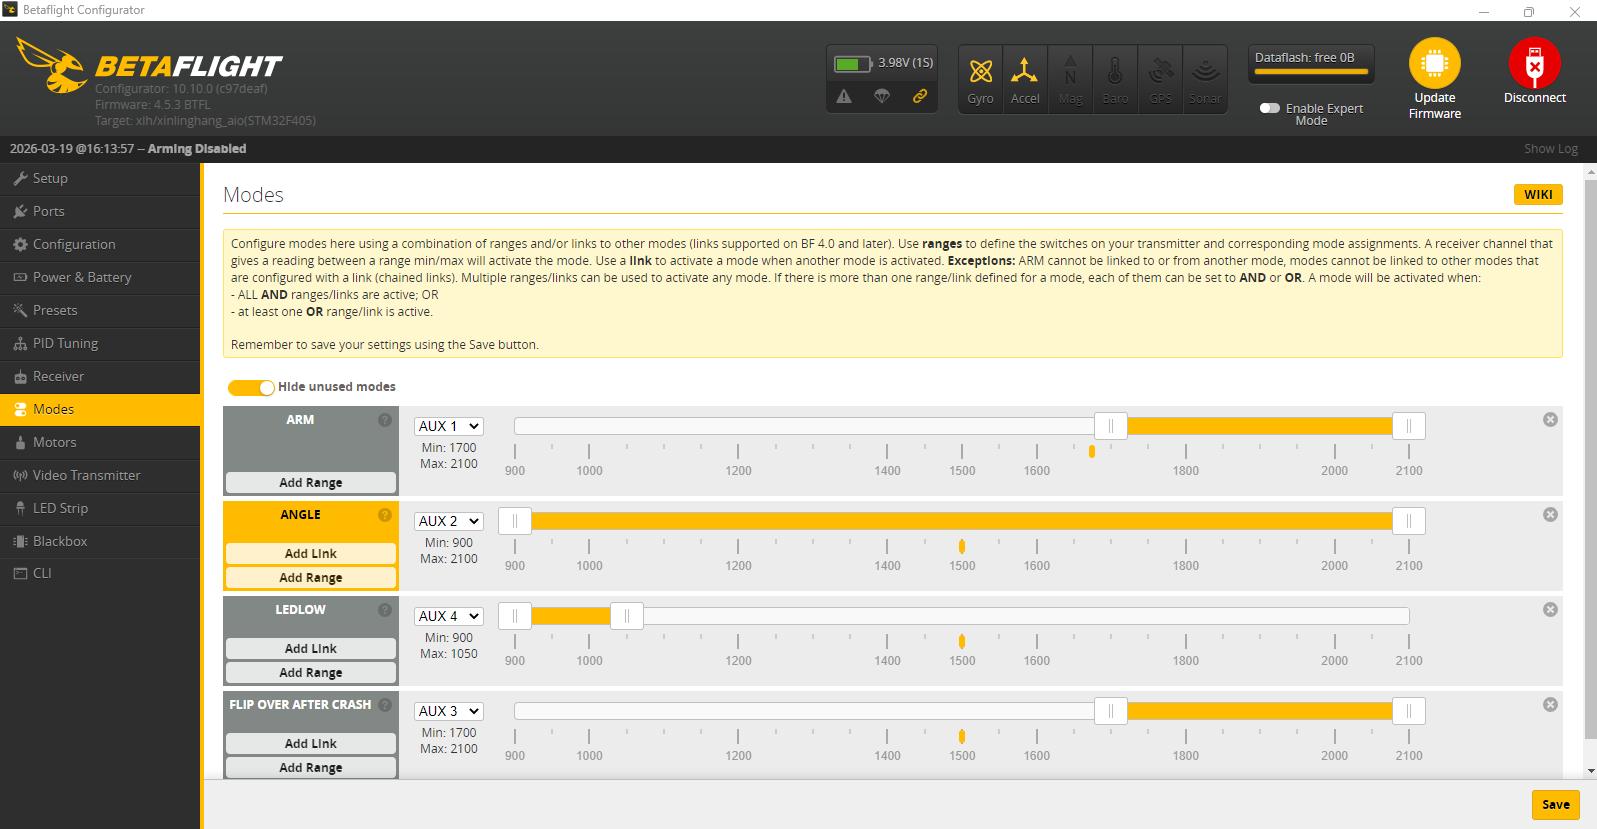 Betaflight Configurator
BETAFLIGHT
Configurator: 10.10.0 (c97deaf)
Firmware: 4.5.3 BTFL
Target: xlh/xinlinghang_aio(STM32F405)
3.98V (1S)
Gyro
Accel
Mag
Baro
GPS
Sonar
Dataflash: free 0B
Enable Expert
Mode
Update
Firmware
Disconnect
2026-03-19 @16:13:57 -- Arming Disabled
Show Log
Setup
Ports
Configuration
Power & Battery
Presets
PID Tuning
Receiver
Modes
Motors
Video Transmitter
LED Strip
Blackbox
CLI
Modes
WIKI
Configure modes here using a combination of ranges and/or links to other modes (links supported on BF 4.0 and later). Use ranges to define the switches on your transmitter and corresponding mode assignments. A receiver channel that
gives a reading between a range min/max will activate the mode. Use a link to activate a mode when another mode is activated. Exceptions: ARM cannot be linked to or from another mode, modes cannot be linked to other modes that
are configured with a link (chained links). Multiple ranges/links can be used to activate any mode. If there is more than one range/link defined for a mode, each of them can be set to AND or OR. A mode will be activated when:
- ALL AND ranges/links are active; OR
- at least one OR range/link is active.
Remember to save your settings using the Save button.
Hide unused modes
ARM
Add Range
AUX 1
Min: 1700
Max: 2100
900 1000 1200 1400 1500 1600 1800 2000 2100
ANGLE
Add Link
Add Range
AUX 2
Min: 900
Max: 2100
900 1000 1200 1400 1500 1600 1800 2000 2100
LEDLOW
Add Link
Add Range
AUX 4
Min: 900
Max: 1050
900 1000 1200 1400 1500 1600 1800 2000 2100
FLIP OVER AFTER CRASH
Add Link
Add Range
AUX 3
Min: 1700
Max: 2100
900 1000 1200 1400 1500 1600 1800 2000 2100
Save